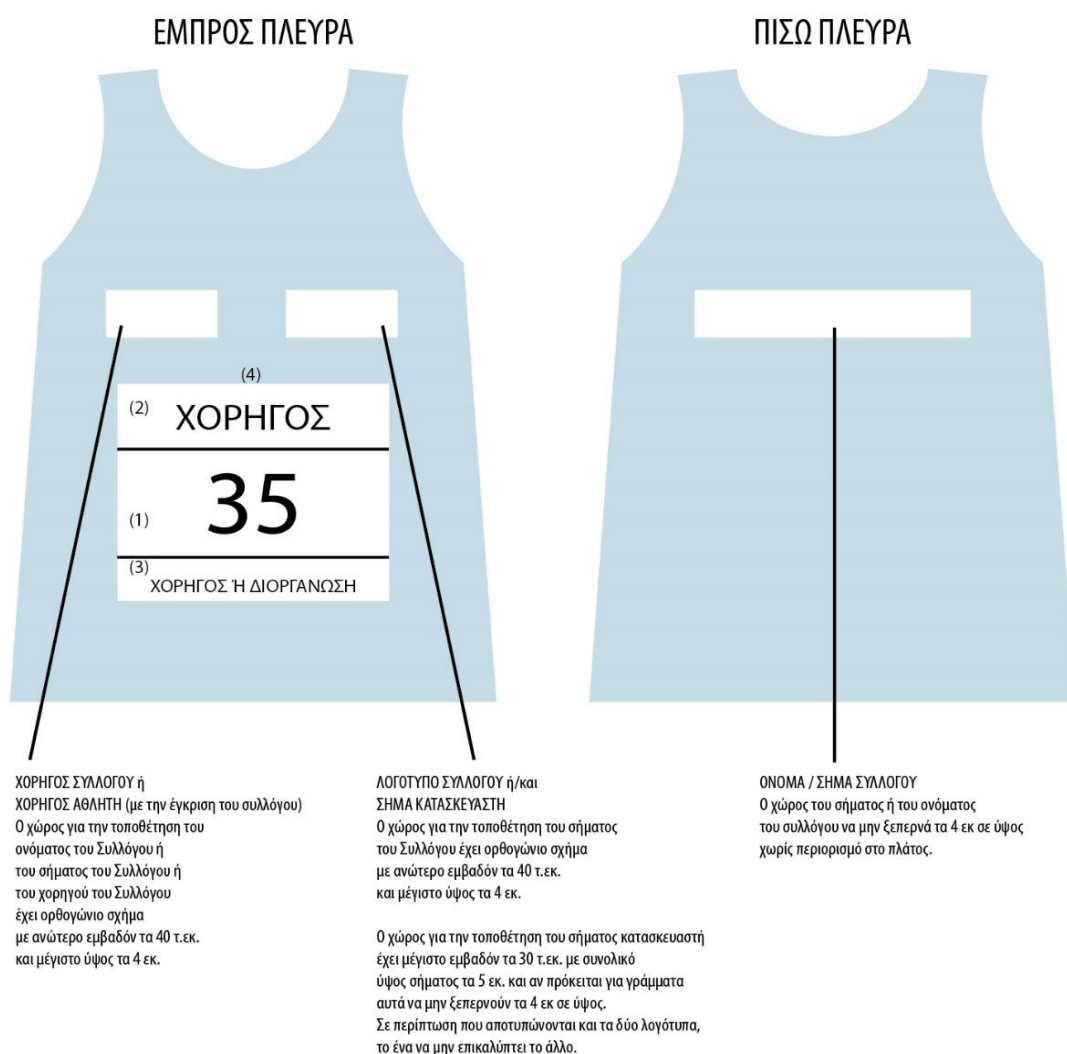 ΕΜΠΡΟΣ ΠΛΕΥΡΑ
ΠΙΣΩ ΠΛΕΥΡΑ
(4)
(2)
ΧΟΡΗΓΟΣ
35
(1)
(3)
ΧΟΡΗΓΟΣ Ή ΔΙΟΡΓΑΝΩΣΗ
ΧΟΡΗΓΟΣ ΣΥΛΛΟΓΟΥ ή
ΧΟΡΗΓΟΣ ΑΘΛΗΤΗ (με την έγκριση του συλλόγου)
Ο χώρος για την τοποθέτηση του
ονόματος του Συλλόγου ή
του σήματος του Συλλόγου ή
του χορηγού του Συλλόγου
έχει ορθογώνιο σχήμα
με ανώτερο εμβαδόν τα 40 τ.εκ.
και μέγιστο ύψος τα 4 εκ.
ΛΟΓΟΤΥΠΟ ΣΥΛΛΟΓΟΥ ή/και
ΣΗΜΑ ΚΑΤΑΣΚΕΥΑΣΤΗ
Ο χώρος για την τοποθέτηση του σήματος
του Συλλόγου έχει ορθογώνιο σχήμα
με ανώτερο εμβαδόν τα 40 τ.εκ.
και μέγιστο ύψος τα 4 εκ.
Ο χώρος για την τοποθέτηση του σήματος κατασκευαστή
έχει μέγιστο εμβαδόν τα 30 τ.εκ. με συνολικό
ύψος σήματος τα 5 εκ. και αν πρόκειται για γράμματα
αυτά να μην ξεπερνούν τα 4 εκ σε ύψος.
Σε περίπτωση που αποτυπώνονται και τα δύο λογότυπα,
το ένα να μην επικαλύπτει το άλλο.
ΟΝΟΜΑ / ΣΗΜΑ ΣΥΛΛΟΓΟΥ
Ο χώρος του σήματος ή του ονόματος
του συλλόγου να μην ξεπερνά τα 4 εκ σε ύψος
χωρίς περιορισμό στο πλάτος.